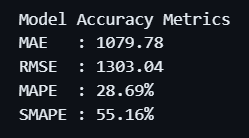 Model Accuracy Metrics
MAE   : 1079.78
RMSE  : 1303.04
MAPE  : 28.69%
SMAPE : 55.16%